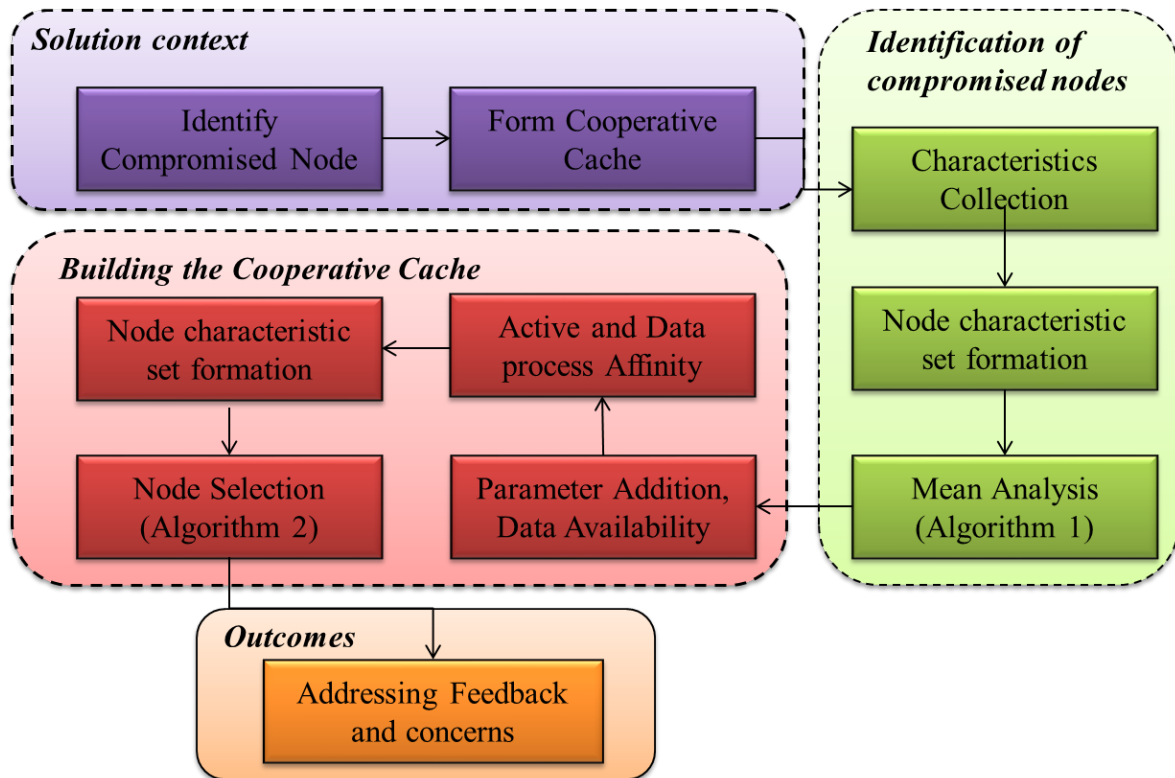 Solution context
Identify
Compromised Node
Form Cooperative
Cache
Identification of
compromised nodes
Characteristics
Collection
Node characteristic
set formation
Mean Analysis
(Algorithm 1)
Building the Cooperative Cache
Node characteristic
set formation
Active and Data
process Affinity
Node Selection
(Algorithm 2)
Parameter Addition,
Data Availability
Outcomes
Addressing Feedback
and concerns